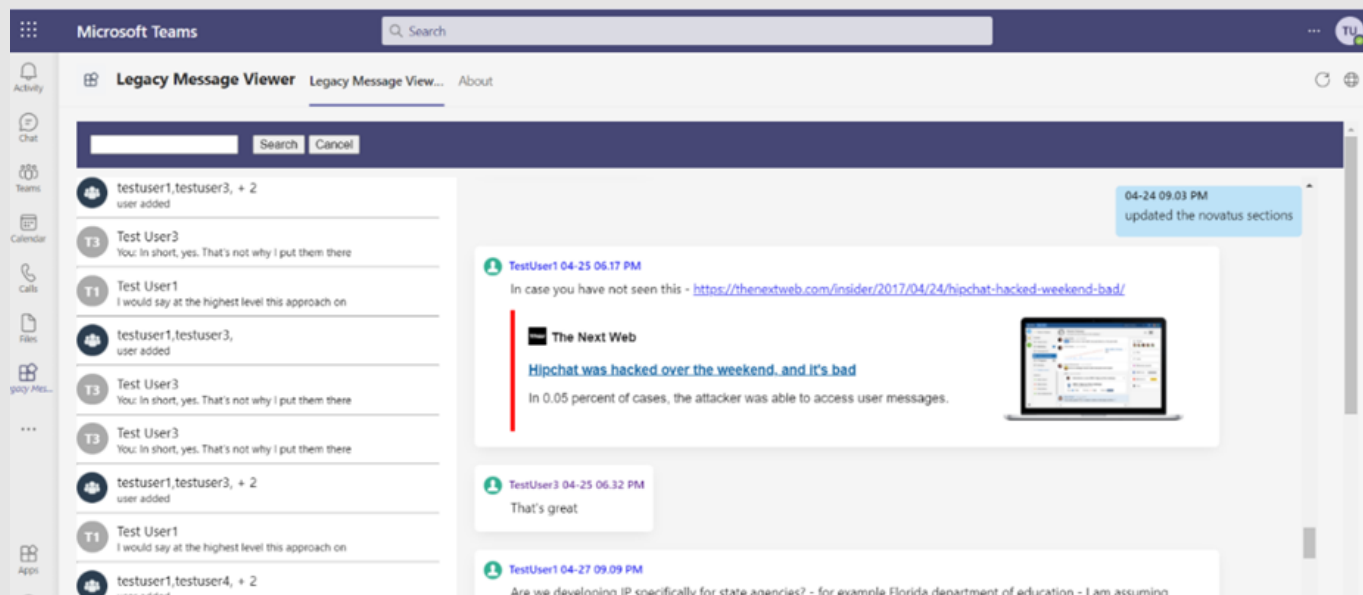 Microsoft Teams
Search
TU
Activity
Chat
Teams
Calendar
Calls
Files
gacy Mes...
Apps
Legacy Message Viewer
Legacy Message View...
About
Search
Cancel
testuser1,testuser3, + 2
user added
T3
Test User3
You: In short, yes. That's not why I put them there
T1
Test User1
I would say at the highest level this approach on
testuser1,testuser3,
user added
T3
Test User3
You: In short, yes. That's not why I put them there
T3
Test User3
You: In short, yes. That's not why I put them there
testuser1,testuser3, + 2
user added
T1
Test User1
I would say at the highest level this approach on
testuser1,testuser4, + 2
user added
04-24 09.03 PM
updated the novatus sections
TestUser1 04-25 06.17 PM
In case you have not seen this - https://thenextweb.com/insider/2017/04/24/hipchat-hacked-weekend-bad/
The Next Web
Hipchat was hacked over the weekend, and it's bad
In 0.05 percent of cases, the attacker was able to access user messages.
TestUser3 04-25 06.32 PM
That's great
TestUser1 04-27 09.09 PM
Are we developing IP specifically for state agencies? - for example Florida department of education - I am assuming